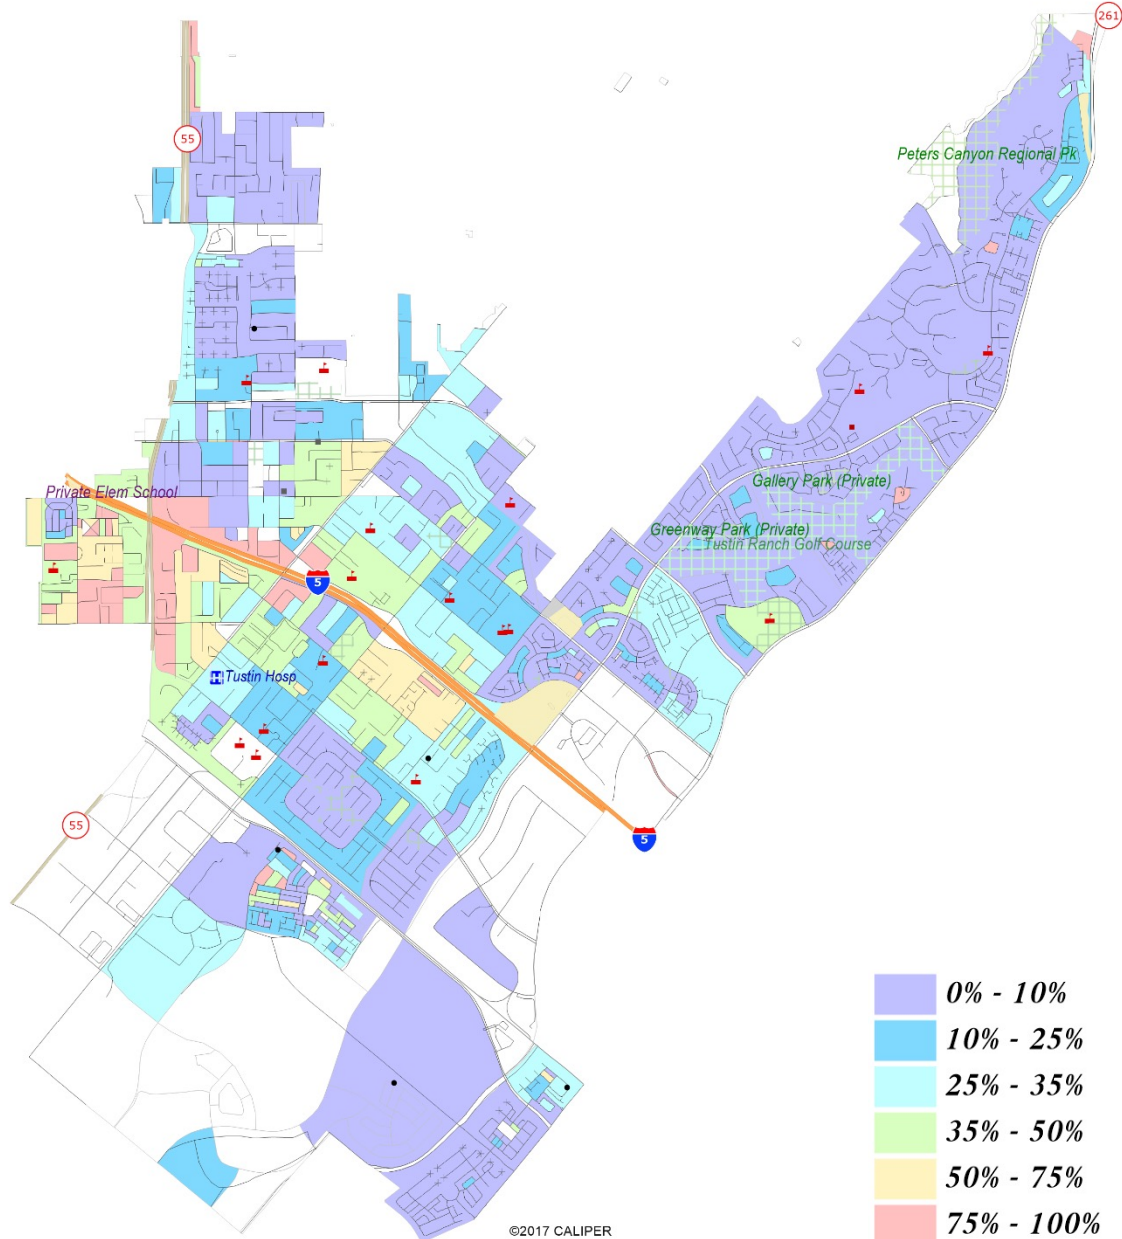 261
55
Peters Canyon Regional Pk
Private Elem School
Gallery Park (Private)
Greenway Park (Private)
Tustin Ranch Golf Course
5
H Tustin Hosp
55
5
0% - 10%
10% - 25%
25% - 35%
35% - 50%
50% - 75%
75% - 100%
©2017 CALIPER